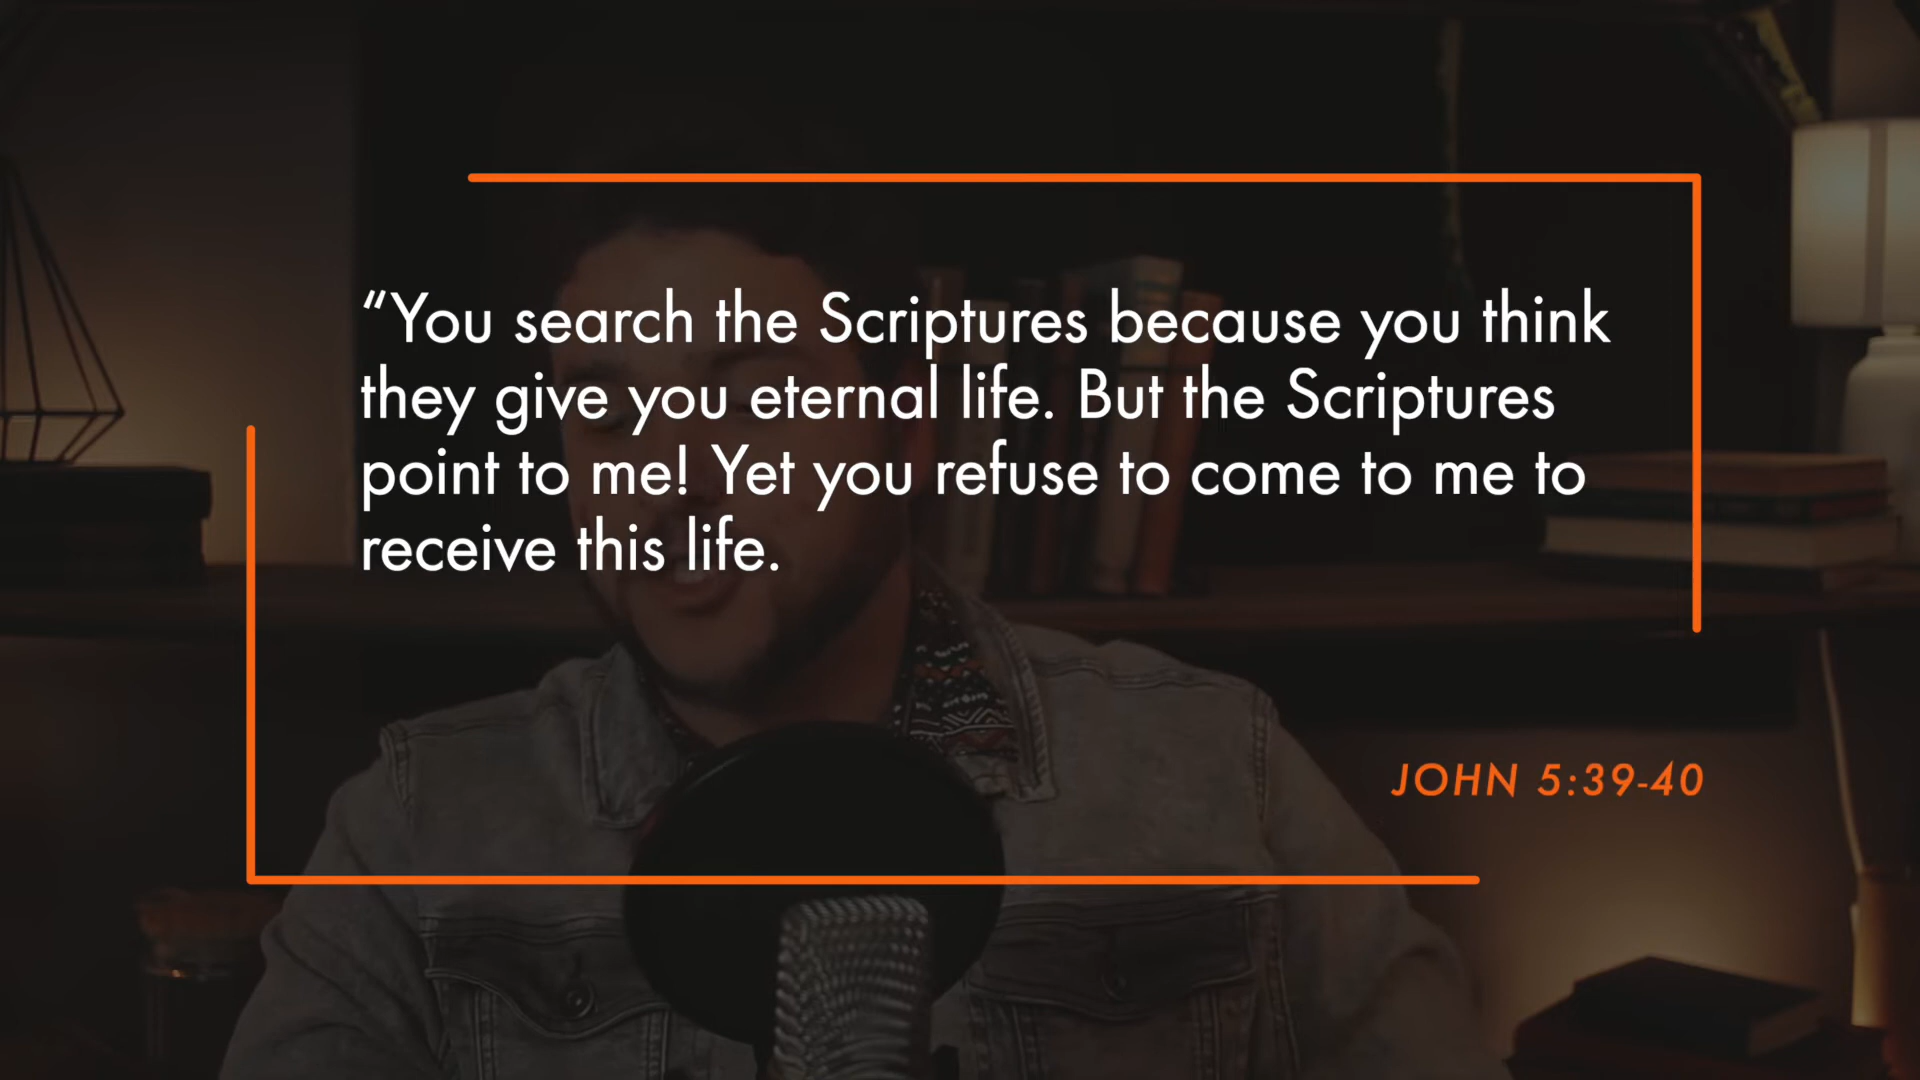 “You search the Scriptures because you think
they give you eternal life. But the Scriptures
point to me! Yet you refuse to come to me to
receive this life.
JOHN 5:39-40